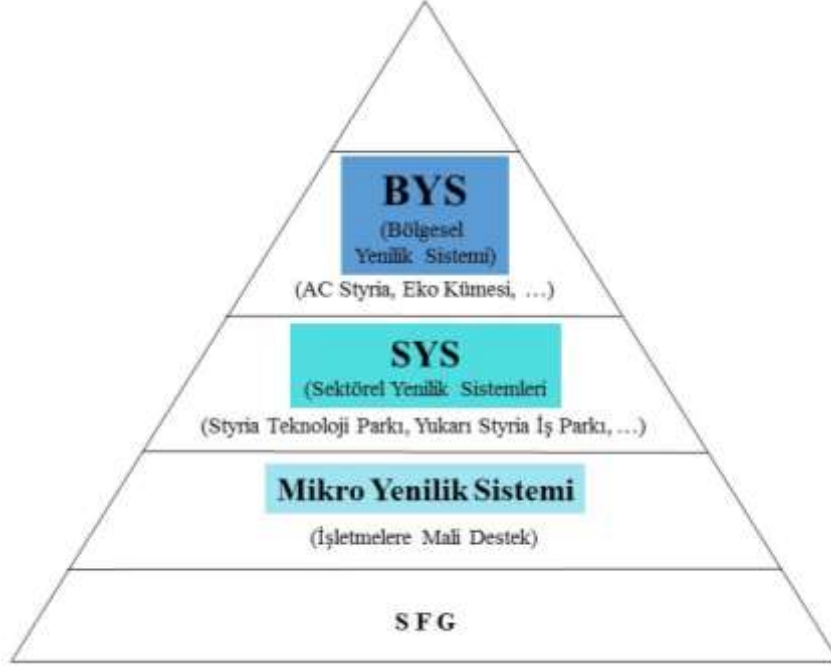 BYS
(Bölgesel
Yenilik Sistemi)
(AC Styria, Eko Kümesi, …)
SYS
(Sektörel Yenilik Sistemleri
(Styria Teknoloji Parkı, Yukarı Styria İş Parkı, …)
Mikro Yenilik Sistemi
(İşletmelere Mali Destek)
S F G